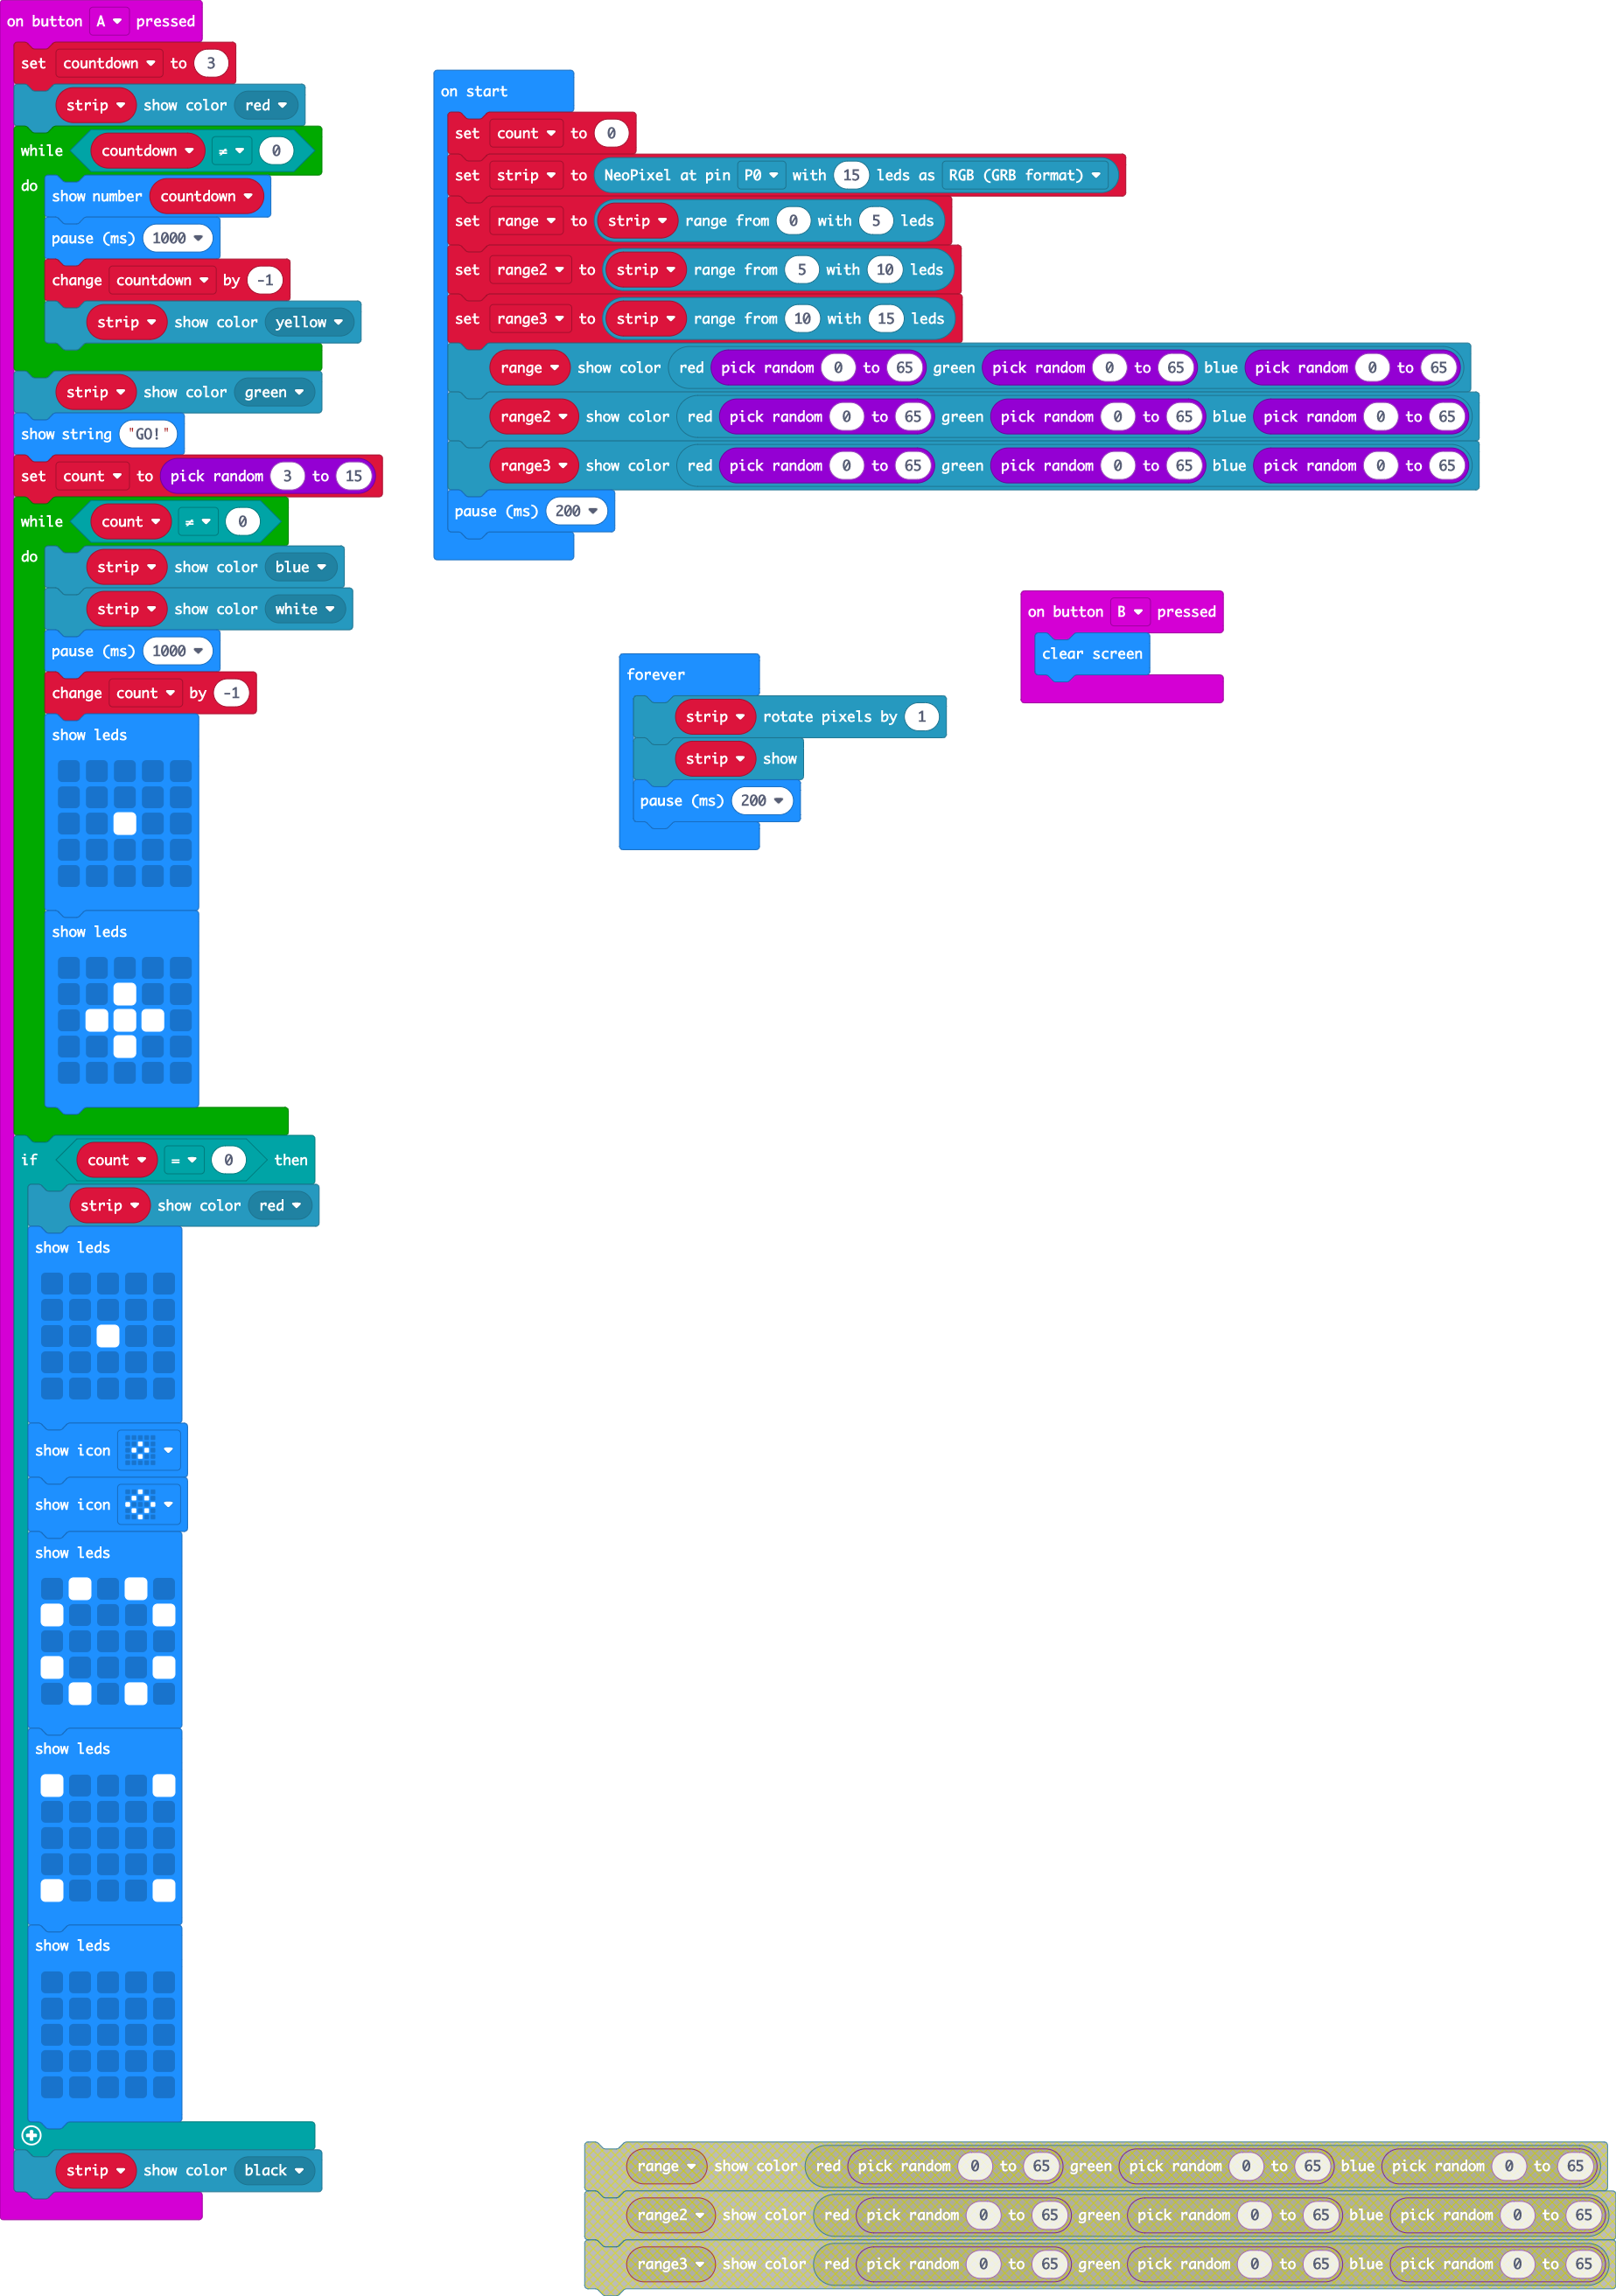 on button A pressed
set countdown to 3
strip show color red
while countdown ≠ 0
do
show number countdown
pause (ms) 1000
change countdown by -1
strip show color yellow
strip show color green
show string "GO!"
set count to pick random 3 to 15
while count ≠ 0
do
strip show color blue
strip show color white
pause (ms) 1000
change count by -1
show leds
show leds
if count = 0 then
strip show color red
show leds
show icon
show icon
show leds
show leds
show leds
strip show color black
on start
set count to 0
set strip to NeoPixel at pin P0 with 15 leds as RGB (GRB format)
set range to strip range from 0 with 5 leds
set range2 to strip range from 5 with 10 leds
set range3 to strip range from 10 with 15 leds
range show color red pick random 0 to 65 green pick random 0 to 65 blue pick random 0 to 65
range2 show color red pick random 0 to 65 green pick random 0 to 65 blue pick random 0 to 65
range3 show color red pick random 0 to 65 green pick random 0 to 65 blue pick random 0 to 65
pause (ms) 200
on button B pressed
clear screen
forever
strip rotate pixels by 1
strip show
pause (ms) 200
range show color red pick random 0 to 65 green pick random 0 to 65 blue pick random 0 to 65
range2 show color red pick random 0 to 65 green pick random 0 to 65 blue pick random 0 to 65
range3 show color red pick random 0 to 65 green pick random 0 to 65 blue pick random 0 to 65